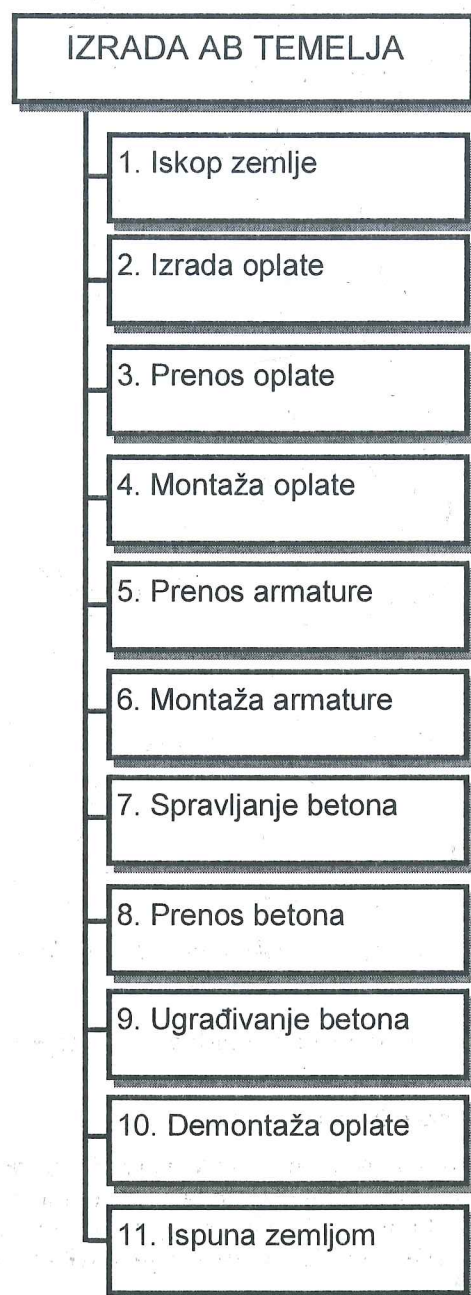 IZRADA AB TEMELJA
1. Iskop zemlje
2. Izrada oplate
3. Prenos oplate
4. Montaža oplate
5. Prenos armature
6. Montaža armature
7. Spravljanje betona
8. Prenos betona
9. Ugrađivanje betona
10. Demontaža oplate
11. Ispuna zemljom